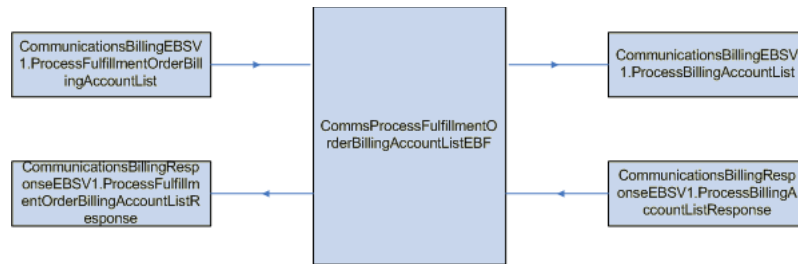 CommunicationsBillingEBSV
1.ProcessFulfillmentOrderBill
ingAccountList
CommunicationsBillingEBSV
1.ProcessBillingAccountList
CommsProcessFulfillmentO
rderBillingAccountListEBF
CommunicationsBillingResp
onseEBSV1.ProcessFulfillm
entOrderBillingAccountListR
esponse
CommunicationsBillingResp
onseEBSV1.ProcessBillingA
ccountListResponse